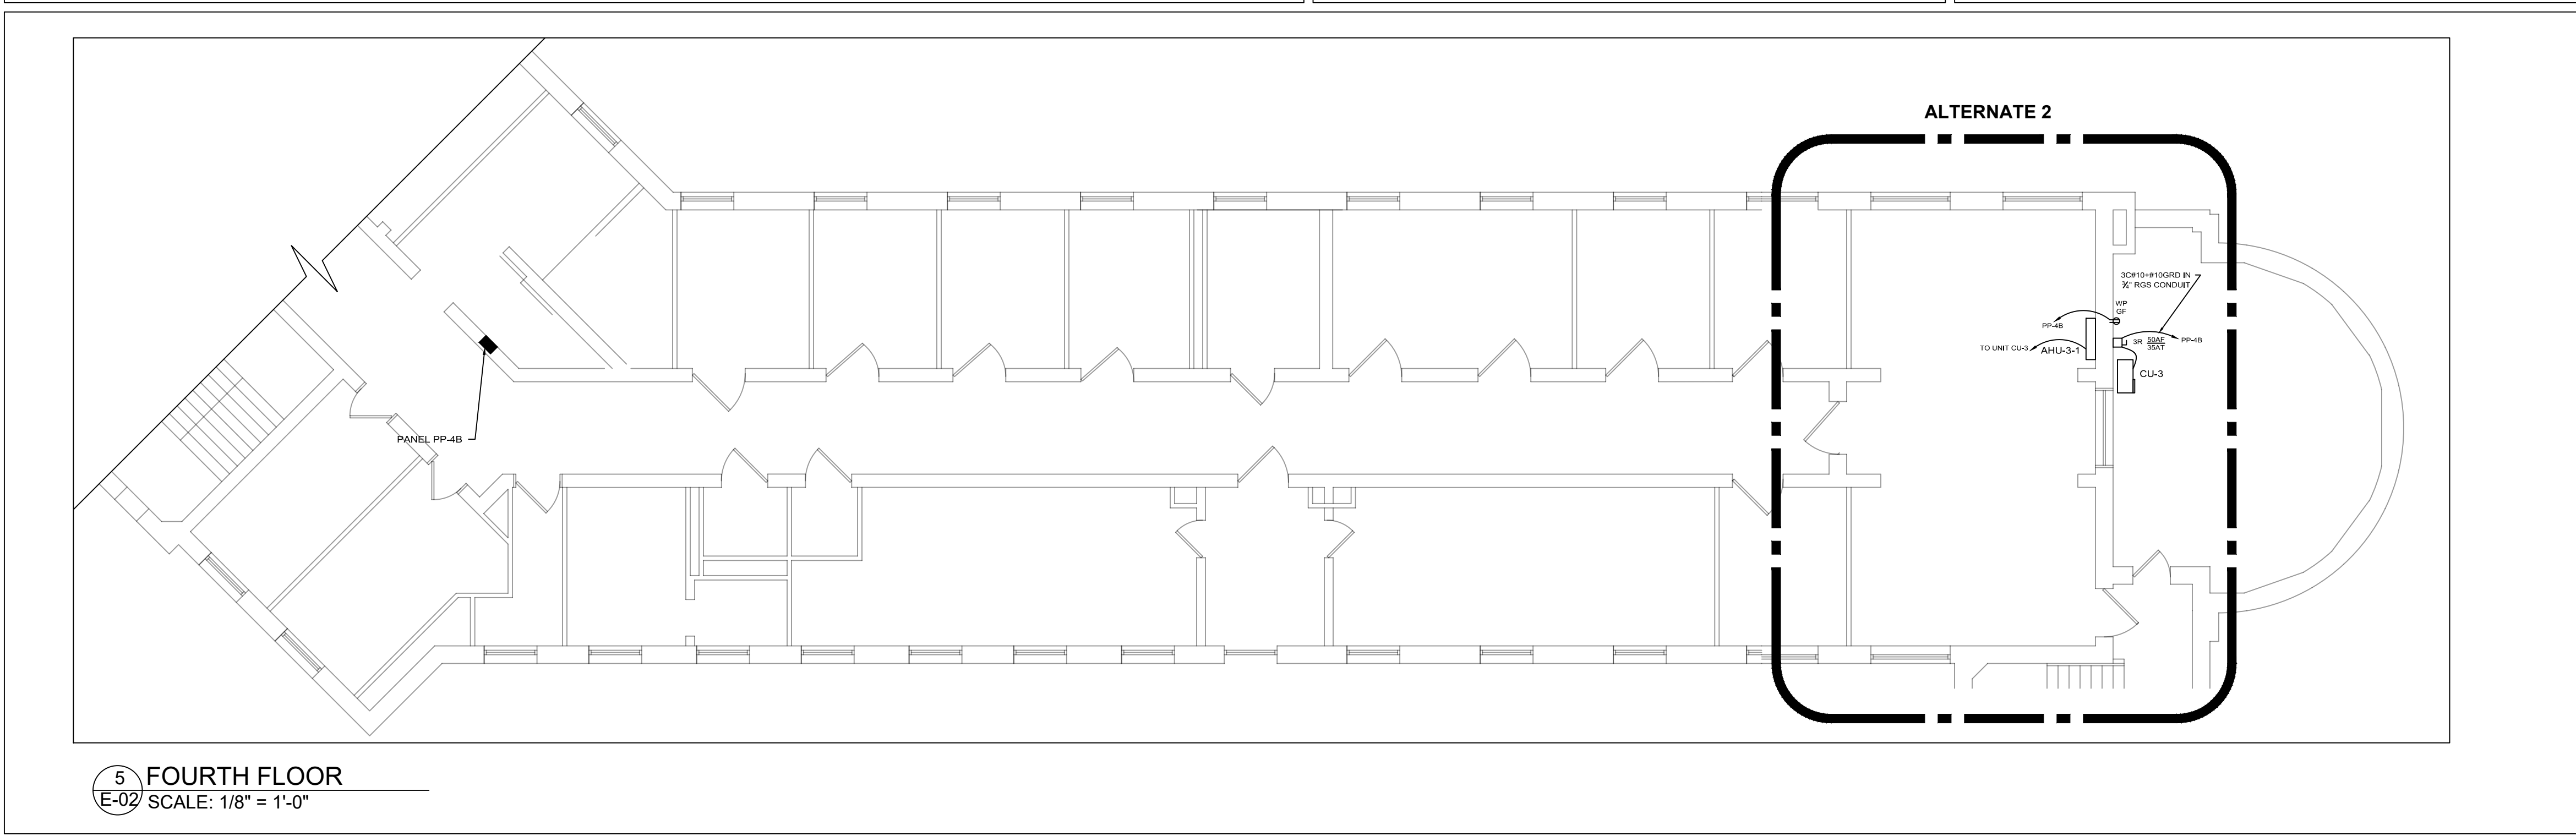 ALTERNATE 2
3C#10+#10GRD IN
¾" RGS CONDUIT
WP
GF
PP-4B
3R 50AF
35AT
PP-4B
TO UNIT CU-3
AHU-3-1
CU-3
PANEL PP-4B
5
E-02
FOURTH FLOOR
SCALE: 1/8" = 1'-0"